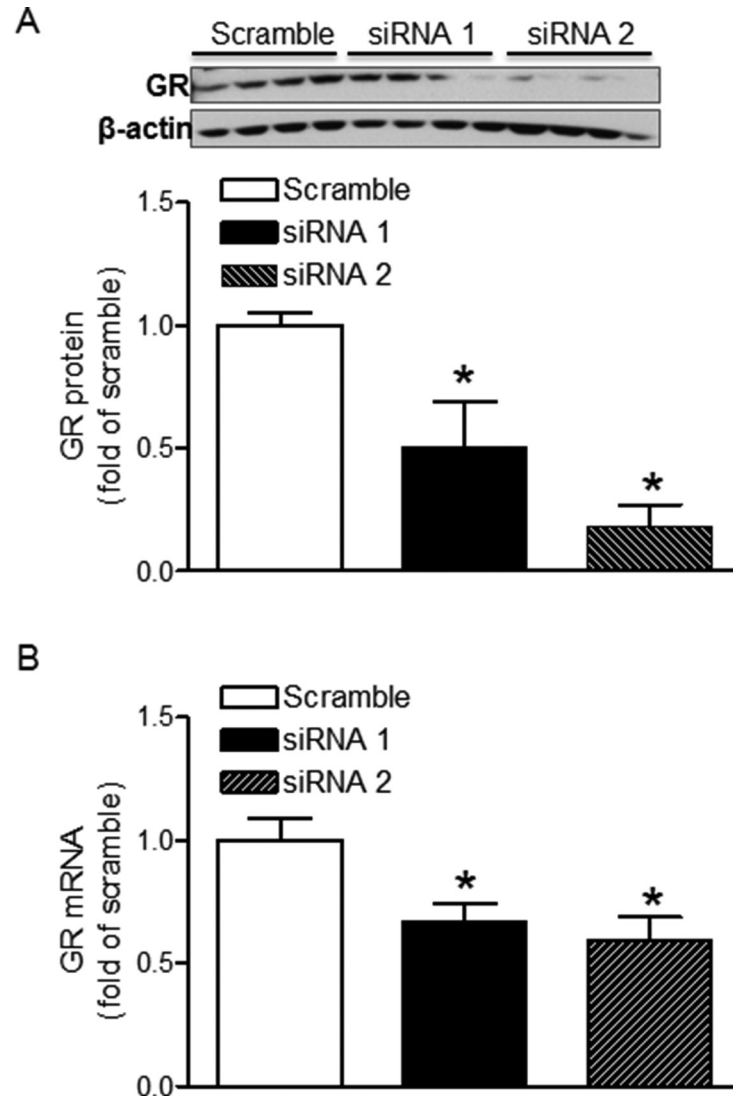 A
Scramble siRNA 1 siRNA 2
GR
β-actin
Scramble
siRNA 1
siRNA 2
GR protein
(fold of scramble)
1.5
1.0
0.5
0.0
*
*
B
Scramble
siRNA 1
siRNA 2
GR mRNA
(fold of scramble)
1.5
1.0
0.5
0.0
*
*